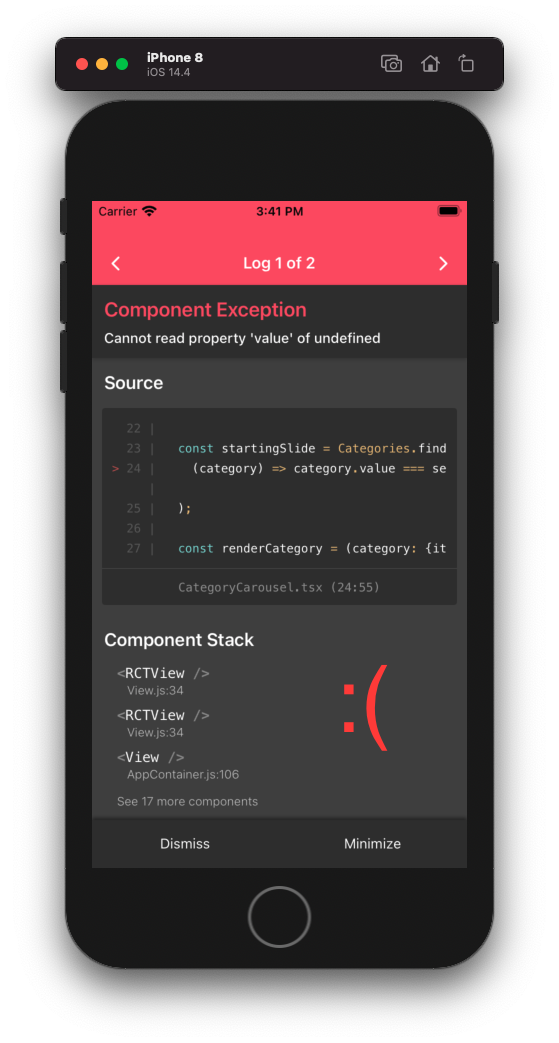 iPhone 8
iOS 14.4
Carrier 3:41 PM
Log 1 of 2
Component Exception
Cannot read property 'value' of undefined
Source
22 |
23 | const startingSlide = Categories.find
> 24 | (category) => category.value === se
|
25 | );
26 |
27 | const renderCategory = (category: {it
CategoryCarousel.tsx (24:55)
Component Stack
<RCTView />
View.js:34
<RCTView />
View.js:34
<View />
AppContainer.js:106
See 17 more components
:(
Dismiss Minimize